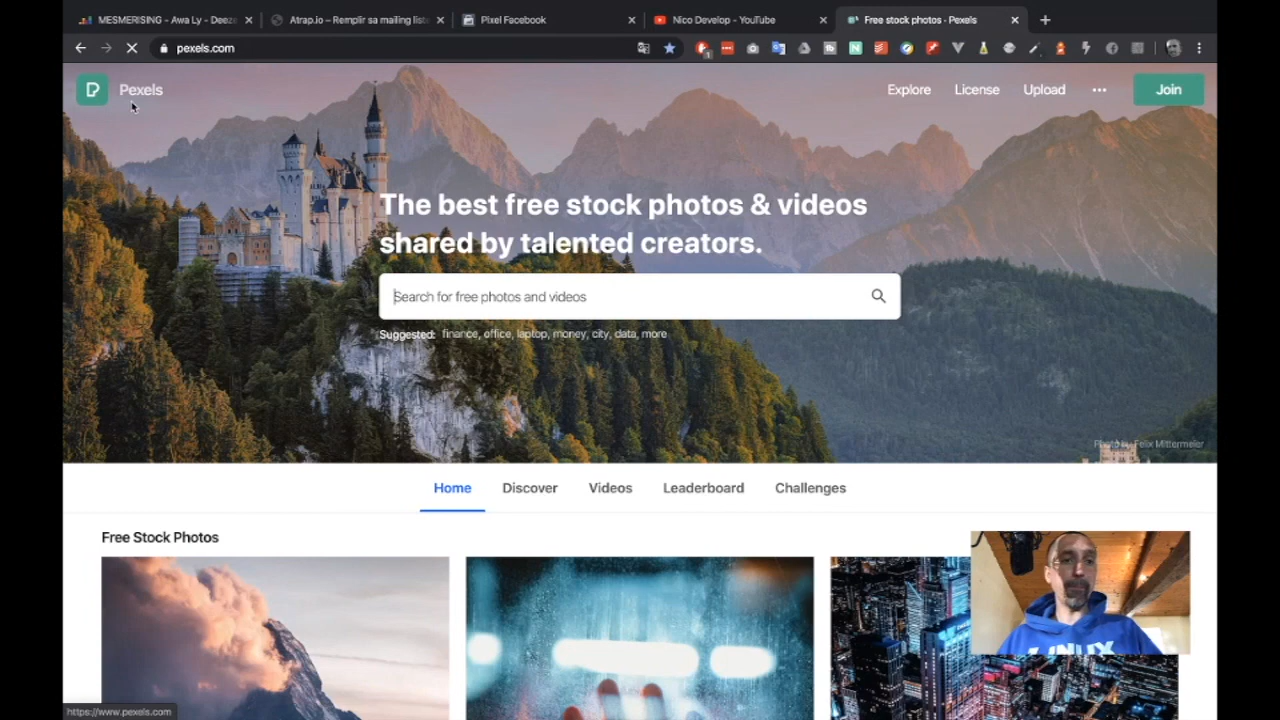 MESMERISING - Awa Ly - Deeze
Atrap.io – Remplir sa mailing liste
Pixel Facebook
Nico Develop - YouTube
Free stock photos · Pexels
pexels.com
Pexels
Explore
License
Upload
Join
The best free stock photos & videos
shared by talented creators.
Search for free photos and videos
Suggested: finance, office, laptop, money, city, data, more
Photo by Felix Mittermeier
Home
Discover
Videos
Leaderboard
Challenges
Free Stock Photos
https://www.pexels.com